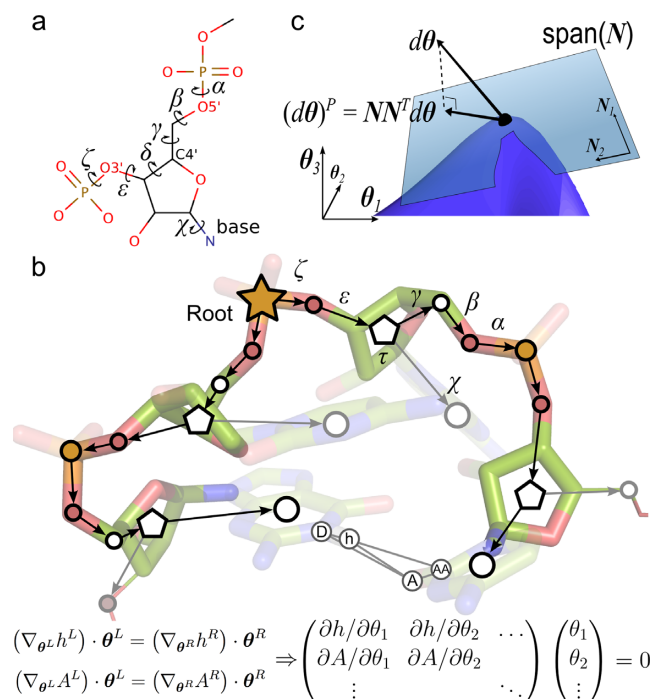 a
O
O P O
α
β O5'
γ
ζ δ C4'
O O3'
P ε O
O O
O χ N base
c
dθ span(N)
(dθ)^P = NN^T dθ
N_1
N_2
θ_3 θ_2
θ_1
b
ζ
Root ε γ β
α
τ
χ
D h
A AA
(∇_{θ^L} h^L) · θ^L = (∇_{θ^R} h^R) · θ^R
(∇_{θ^L} A^L) · θ^L = (∇_{θ^R} A^R) · θ^R
⇒ ( ∂h/∂θ_1 ∂h/∂θ_2 … ) ( θ_1 )
( ∂A/∂θ_1 ∂A/∂θ_2 ) ( θ_2 ) = 0
( ⋮ ⋱ ) ( ⋮ )